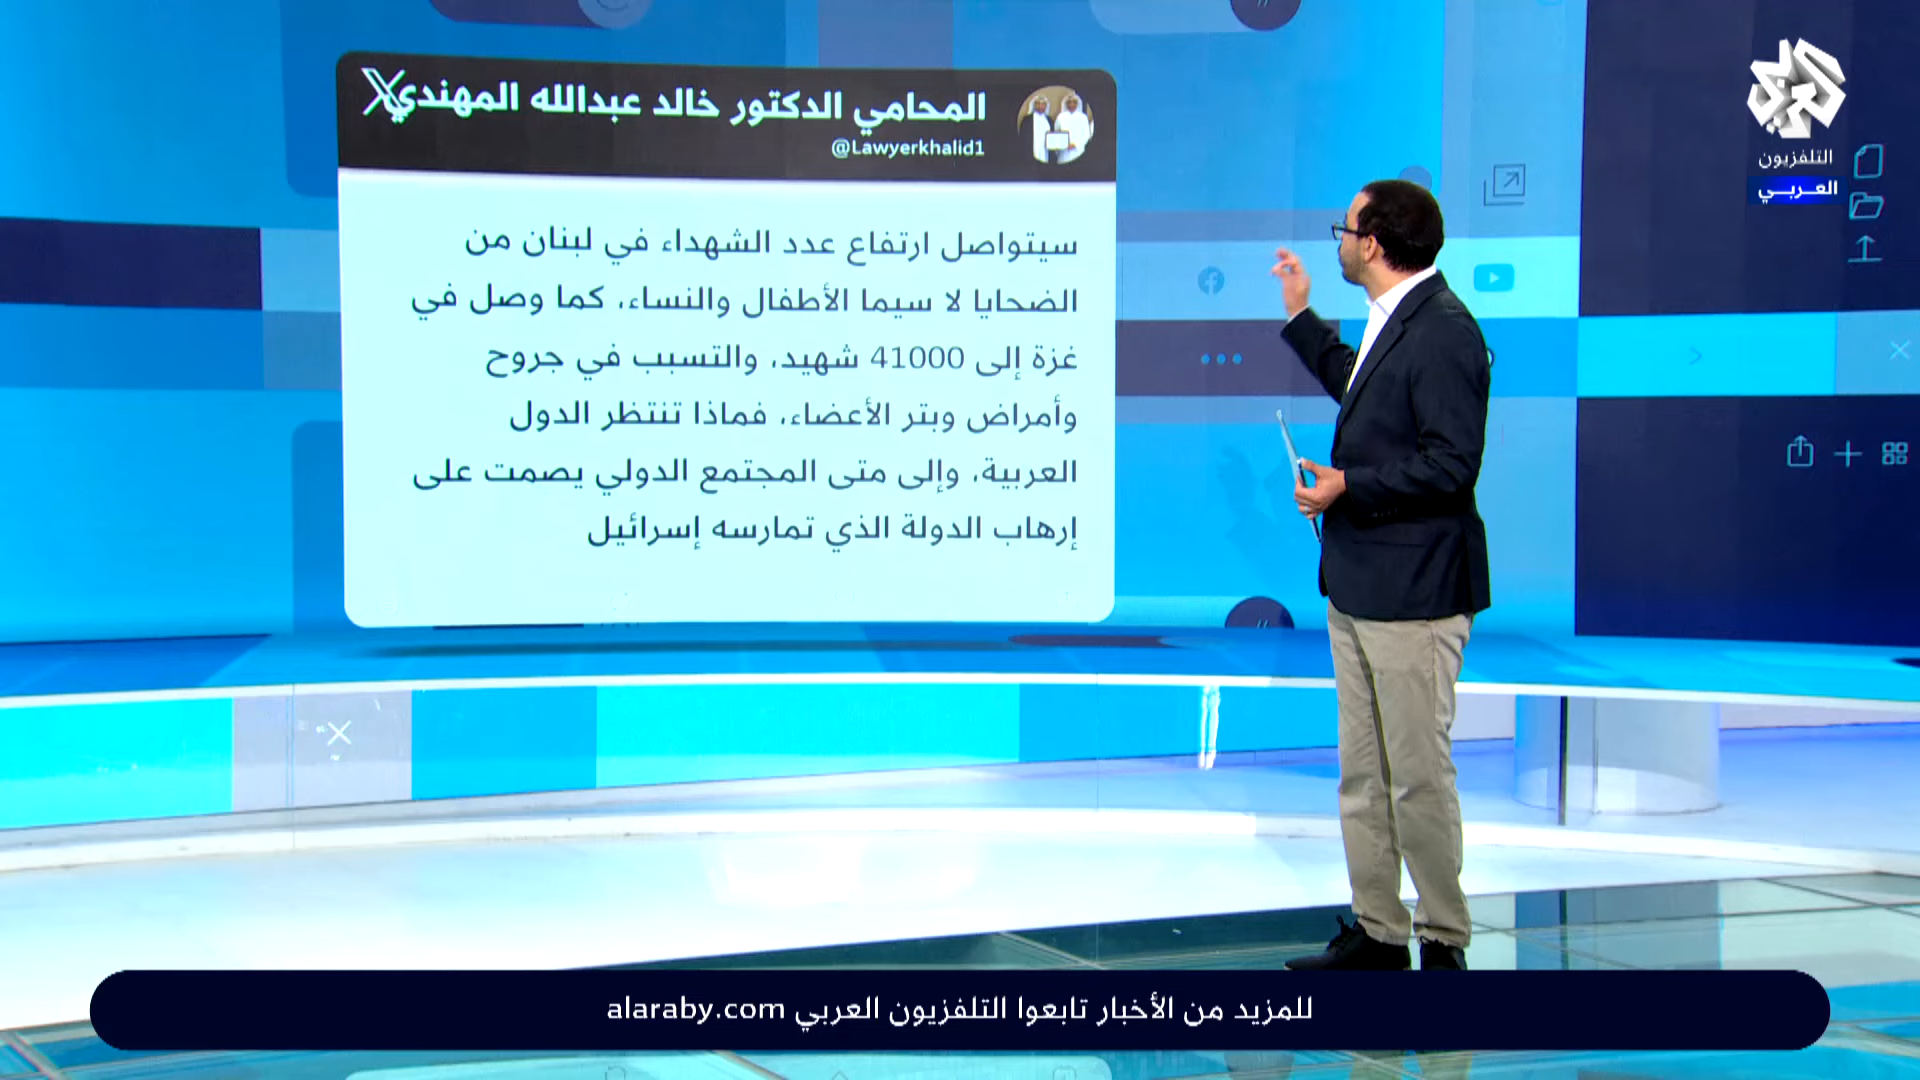 المحامي الدكتور خالد عبدالله المهندي
@Lawyerkhalid1
سيتواصل ارتفاع عدد الشهداء في لبنان من
الضحايا لا سيما الأطفال والنساء، كما وصل في
غزة إلى 41000 شهيد، والتسبب في جروح
وأمراض وبتر الأعضاء، فماذا تنتظر الدول
العربية، وإلى متى المجتمع الدولي يصمت على
إرهاب الدولة الذي تمارسه إسرائيل
العربي
التلفزيون
العربي
للمزيد من الأخبار تابعوا التلفزيون العربي alaraby.com